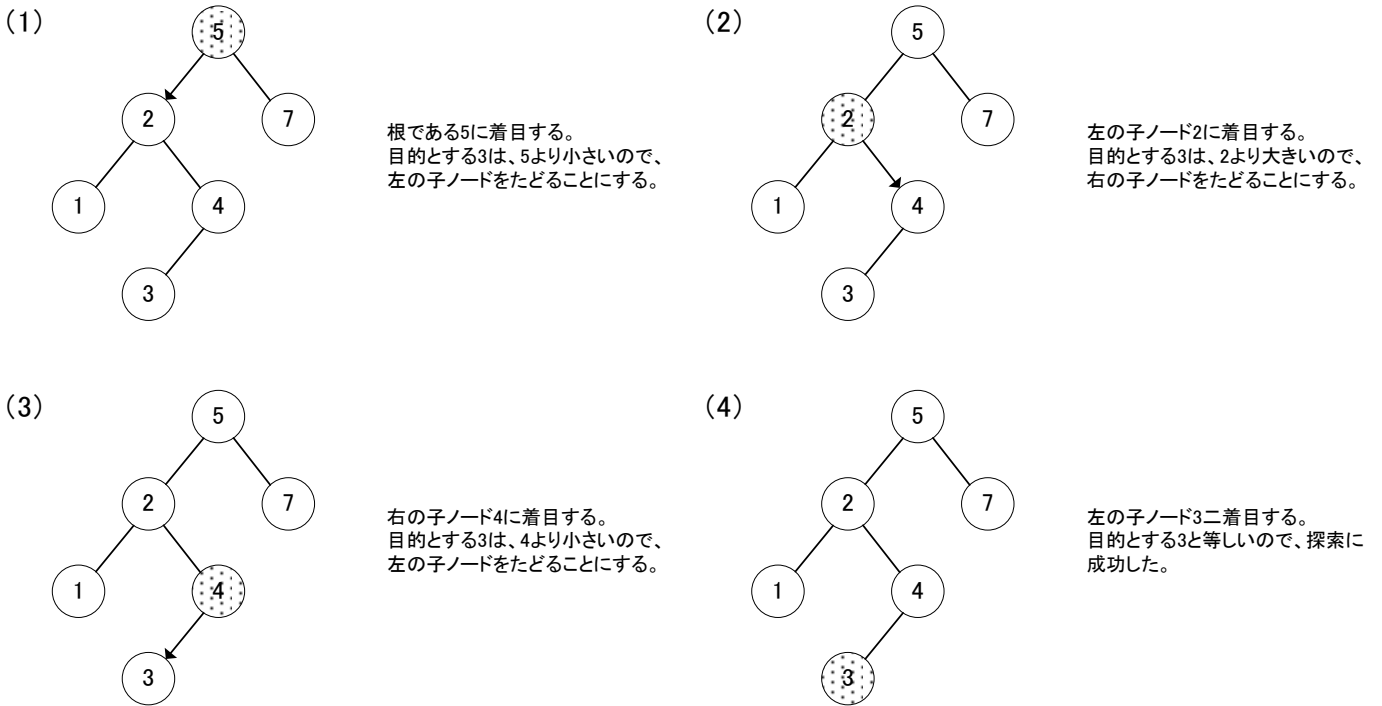 (1)
5
2
7
1
4
3
根である5に着目する。
目的とする3は、5より小さいので、
左の子ノードをたどることにする。
(2)
5
2
7
1
4
3
左の子ノード2に着目する。
目的とする3は、2より大きいので、
右の子ノードをたどることにする。
(3)
5
2
7
1
4
3
右の子ノード4に着目する。
目的とする3は、4より小さいので、
左の子ノードをたどることにする。
(4)
5
2
7
1
4
3
左の子ノード3二着目する。
目的とする3と等しいので、探索に
成功した。